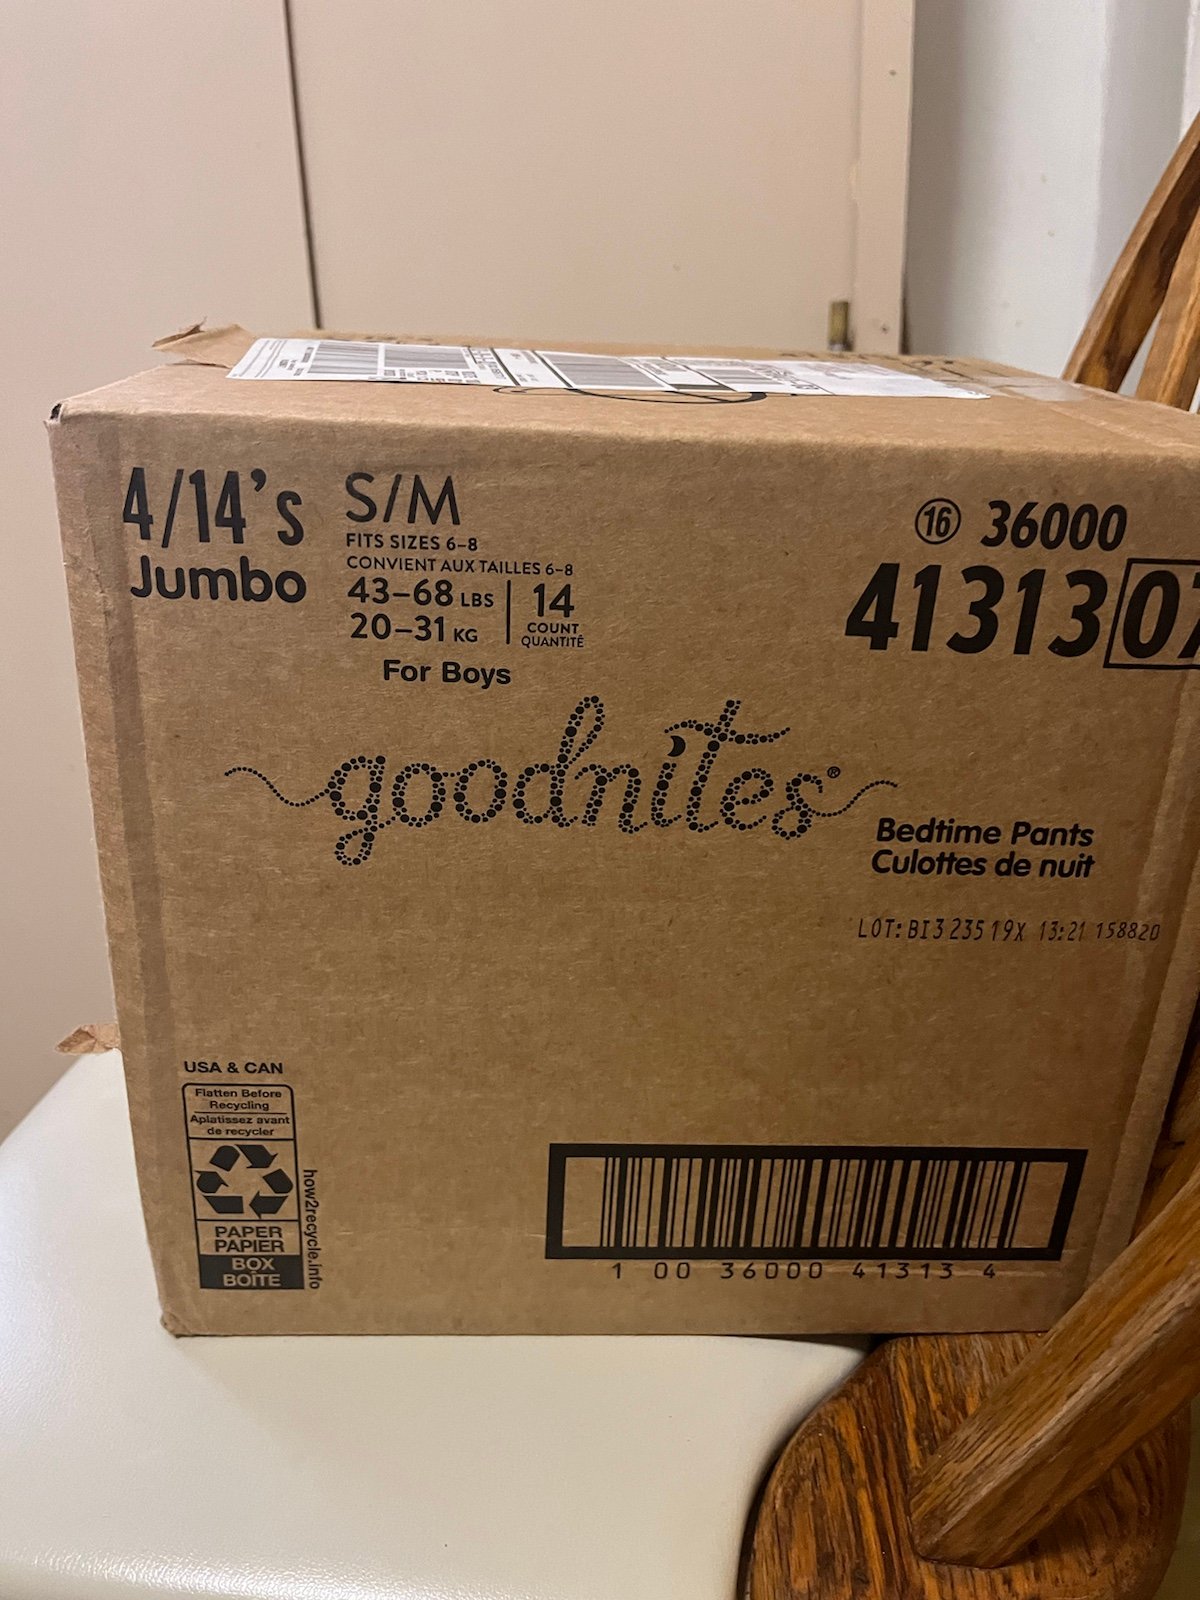 4/14's
Jumbo
S/M
FITS SIZES 6-8
CONVIENT AUX TAILLES 6-8
43-68 LBS
20-31 KG
14
COUNT
QUANTITÉ
For Boys
16 36000
41313 07
goodnites®
Bedtime Pants
Culottes de nuit
LOT: BI3 235 19X 13:21 158820
USA & CAN
Flatten Before
Recycling
Aplatissez avant
de recycler
PAPER
PAPIER
BOX
BOÎTE
how2recycle.info
1 00 36000 41313 4